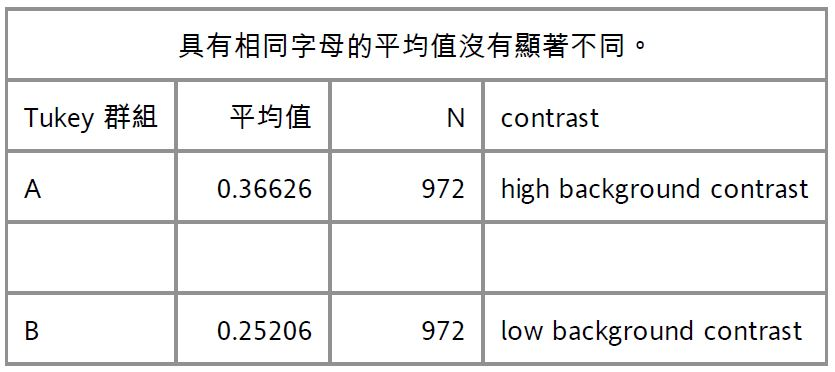 具有相同字母的平均值沒有顯著不同。
Tukey 群組 平均值 N contrast
A 0.36626 972 high background contrast
B 0.25206 972 low background contrast